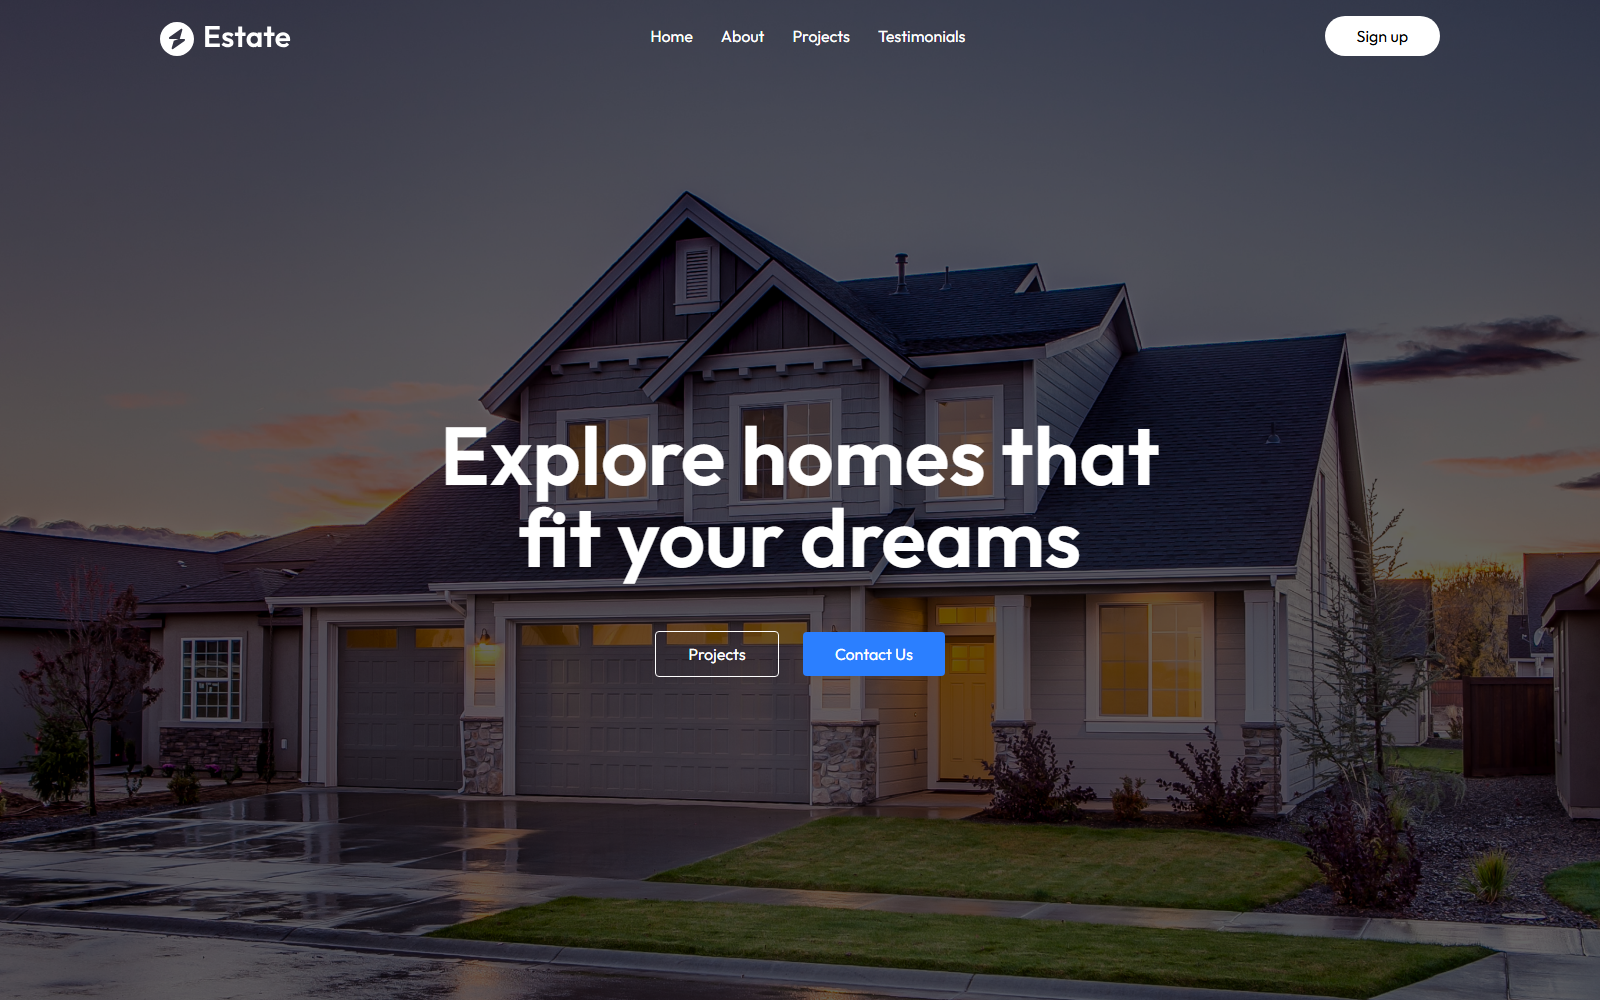 Estate
Home About Projects Testimonials
Sign up
Explore homes that
fit your dreams
Projects
Contact Us